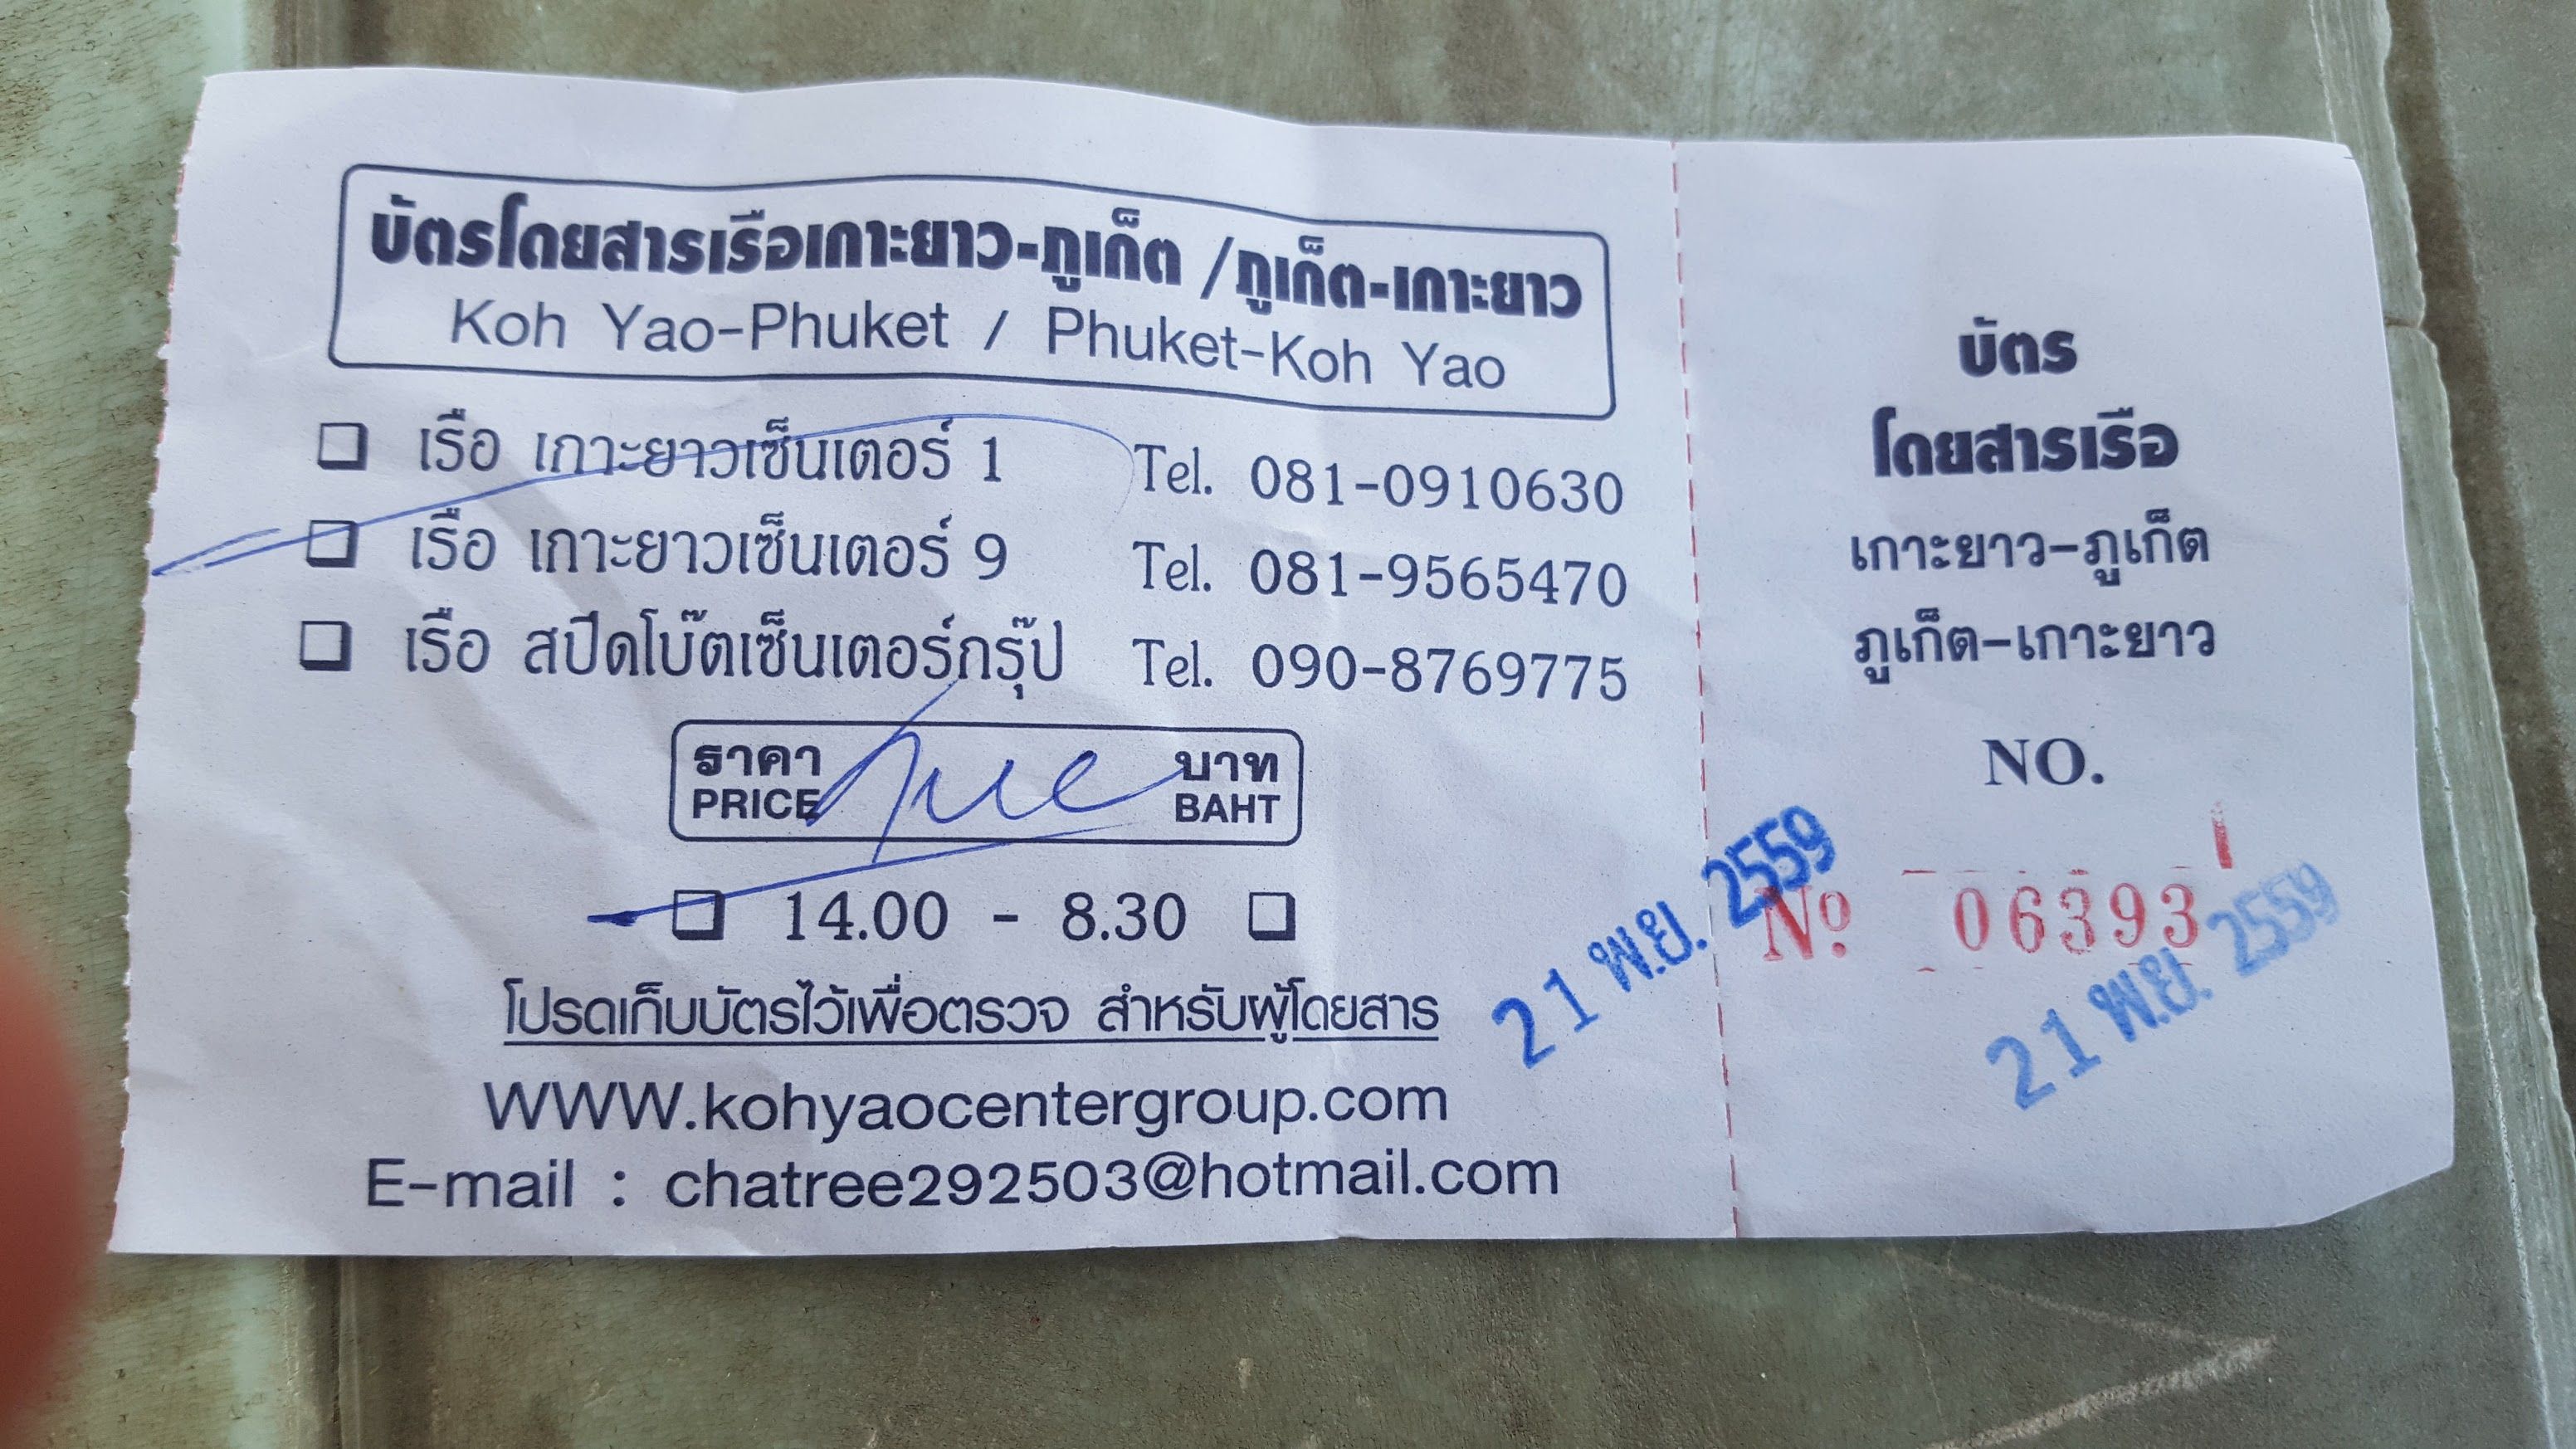 บัตรโดยสารเรือเกาะยาว-ภูเก็ต /ภูเก็ต-เกาะยาว
Koh Yao-Phuket / Phuket-Koh Yao
เรือ เกาะยาวเซ็นเตอร์ 1 Tel. 081-0910630
เรือ เกาะยาวเซ็นเตอร์ 9 Tel. 081-9565470
เรือ สปีดโบ๊ตเซ็นเตอร์กรุ๊ป Tel. 090-8769775
ราคา บาท
PRICE BAHT
14.00 - 8.30
โปรดเก็บบัตรไว้เพื่อตรวจ สำหรับผู้โดยสาร
WWW.kohyaocentergroup.com
E-mail : chatree292503@hotmail.com
21 พ.ย. 2559
บัตร
โดยสารเรือ
เกาะยาว-ภูเก็ต
ภูเก็ต-เกาะยาว
NO.
Nº 06393
21 พ.ย. 2559